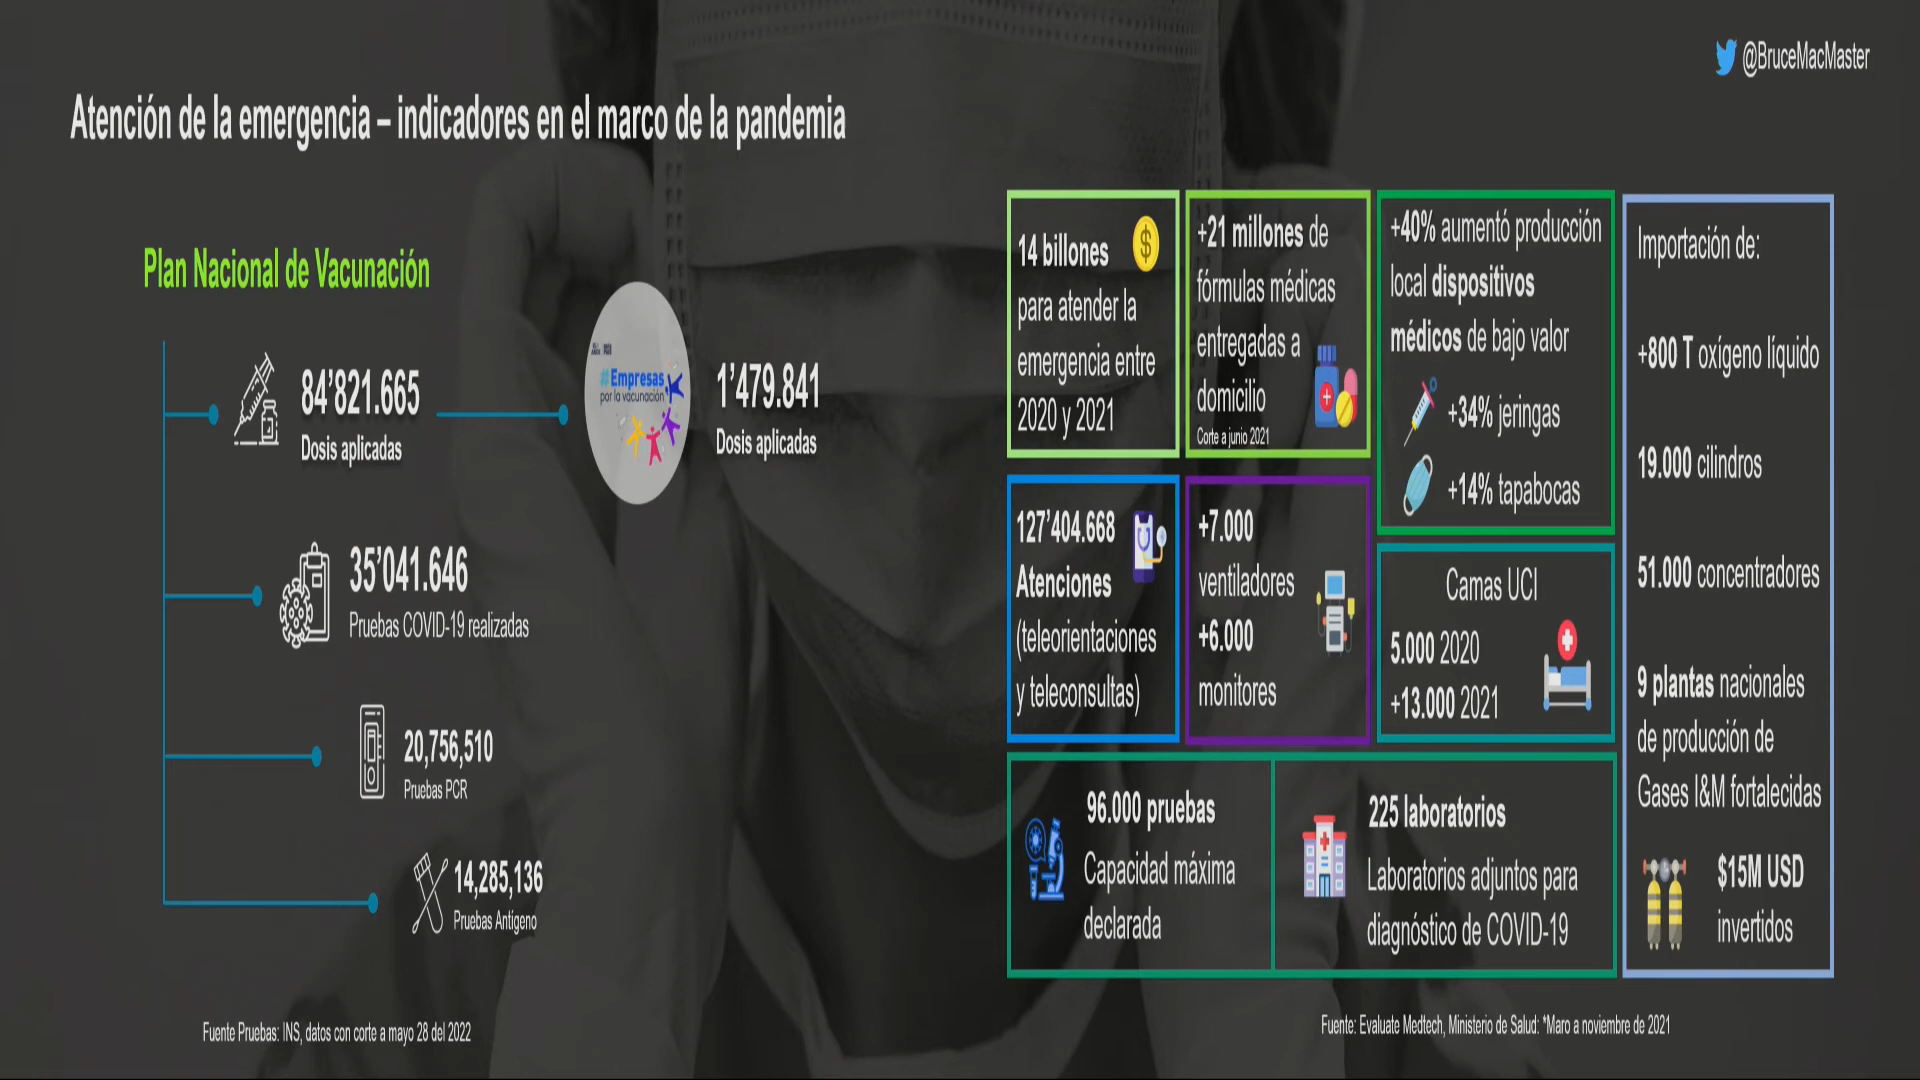 @BruceMacMaster
Atención de la emergencia – indicadores en el marco de la pandemia
Plan Nacional de Vacunación
84’821.665
Dosis aplicadas
#Empresas
por la vacunación
1’479.841
Dosis aplicadas
35’041.646
Pruebas COVID-19 realizadas
20,756,510
Pruebas PCR
14,285,136
Pruebas Antígeno
Fuente Pruebas: INS, datos con corte a mayo 28 del 2022
14 billones
para atender la
emergencia entre
2020 y 2021
+21 millones de
fórmulas médicas
entregadas a
domicilio
Corte a junio 2021
+40% aumentó producción
local dispositivos
médicos de bajo valor
+34% jeringas
+14% tapabocas
127’404.668
Atenciones
(teleorientaciones
y teleconsultas)
+7.000
ventiladores
+6.000
monitores
Camas UCI
5.000 2020
+13.000 2021
96.000 pruebas
Capacidad máxima
declarada
225 laboratorios
Laboratorios adjuntos para
diagnóstico de COVID-19
Importación de:
+800 T oxígeno líquido
19.000 cilindros
51.000 concentradores
9 plantas nacionales
de producción de
Gases I&M fortalecidas
$15M USD
invertidos
Fuente: Evaluate Medtech, Ministerio de Salud: *Maro a noviembre de 2021